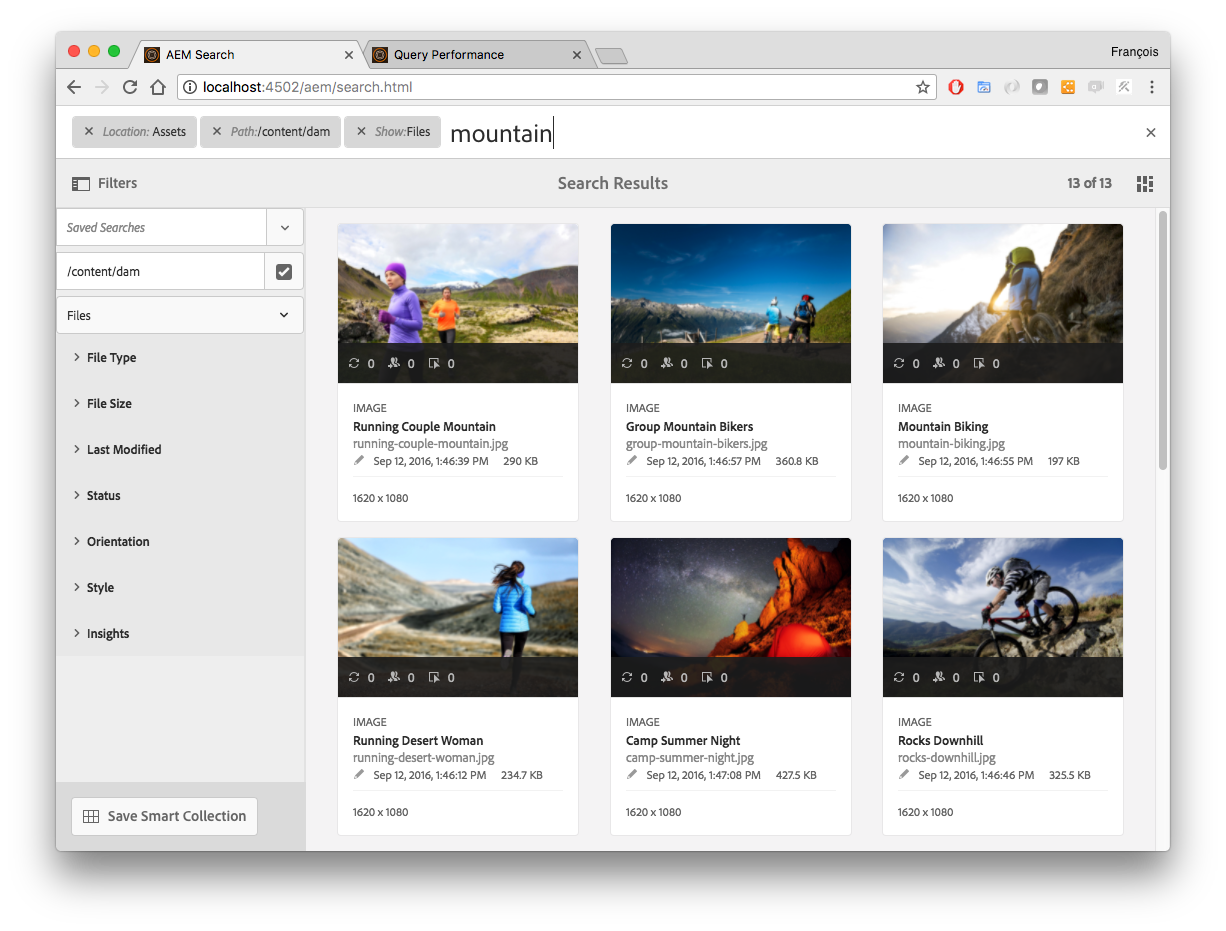 AEM Search
Query Performance
François
localhost:4502/aem/search.html
Location: Assets
Path:/content/dam
Show:Files
mountain
Filters
Search Results
13 of 13
Saved Searches
/content/dam
Files
File Type
File Size
Last Modified
Status
Orientation
Style
Insights
Save Smart Collection
0 0 0
IMAGE
Running Couple Mountain
running-couple-mountain.jpg
Sep 12, 2016, 1:46:39 PM 290 KB
1620 x 1080
0 0 0
IMAGE
Group Mountain Bikers
group-mountain-bikers.jpg
Sep 12, 2016, 1:46:57 PM 360.8 KB
1620 x 1080
0 0 0
IMAGE
Mountain Biking
mountain-biking.jpg
Sep 12, 2016, 1:46:55 PM 197 KB
1620 x 1080
0 0 0
IMAGE
Running Desert Woman
running-desert-woman.jpg
Sep 12, 2016, 1:46:12 PM 234.7 KB
1620 x 1080
0 0 0
IMAGE
Camp Summer Night
camp-summer-night.jpg
Sep 12, 2016, 1:47:08 PM 427.5 KB
1620 x 1080
0 0 0
IMAGE
Rocks Downhill
rocks-downhill.jpg
Sep 12, 2016, 1:46:46 PM 325.5 KB
1620 x 1080